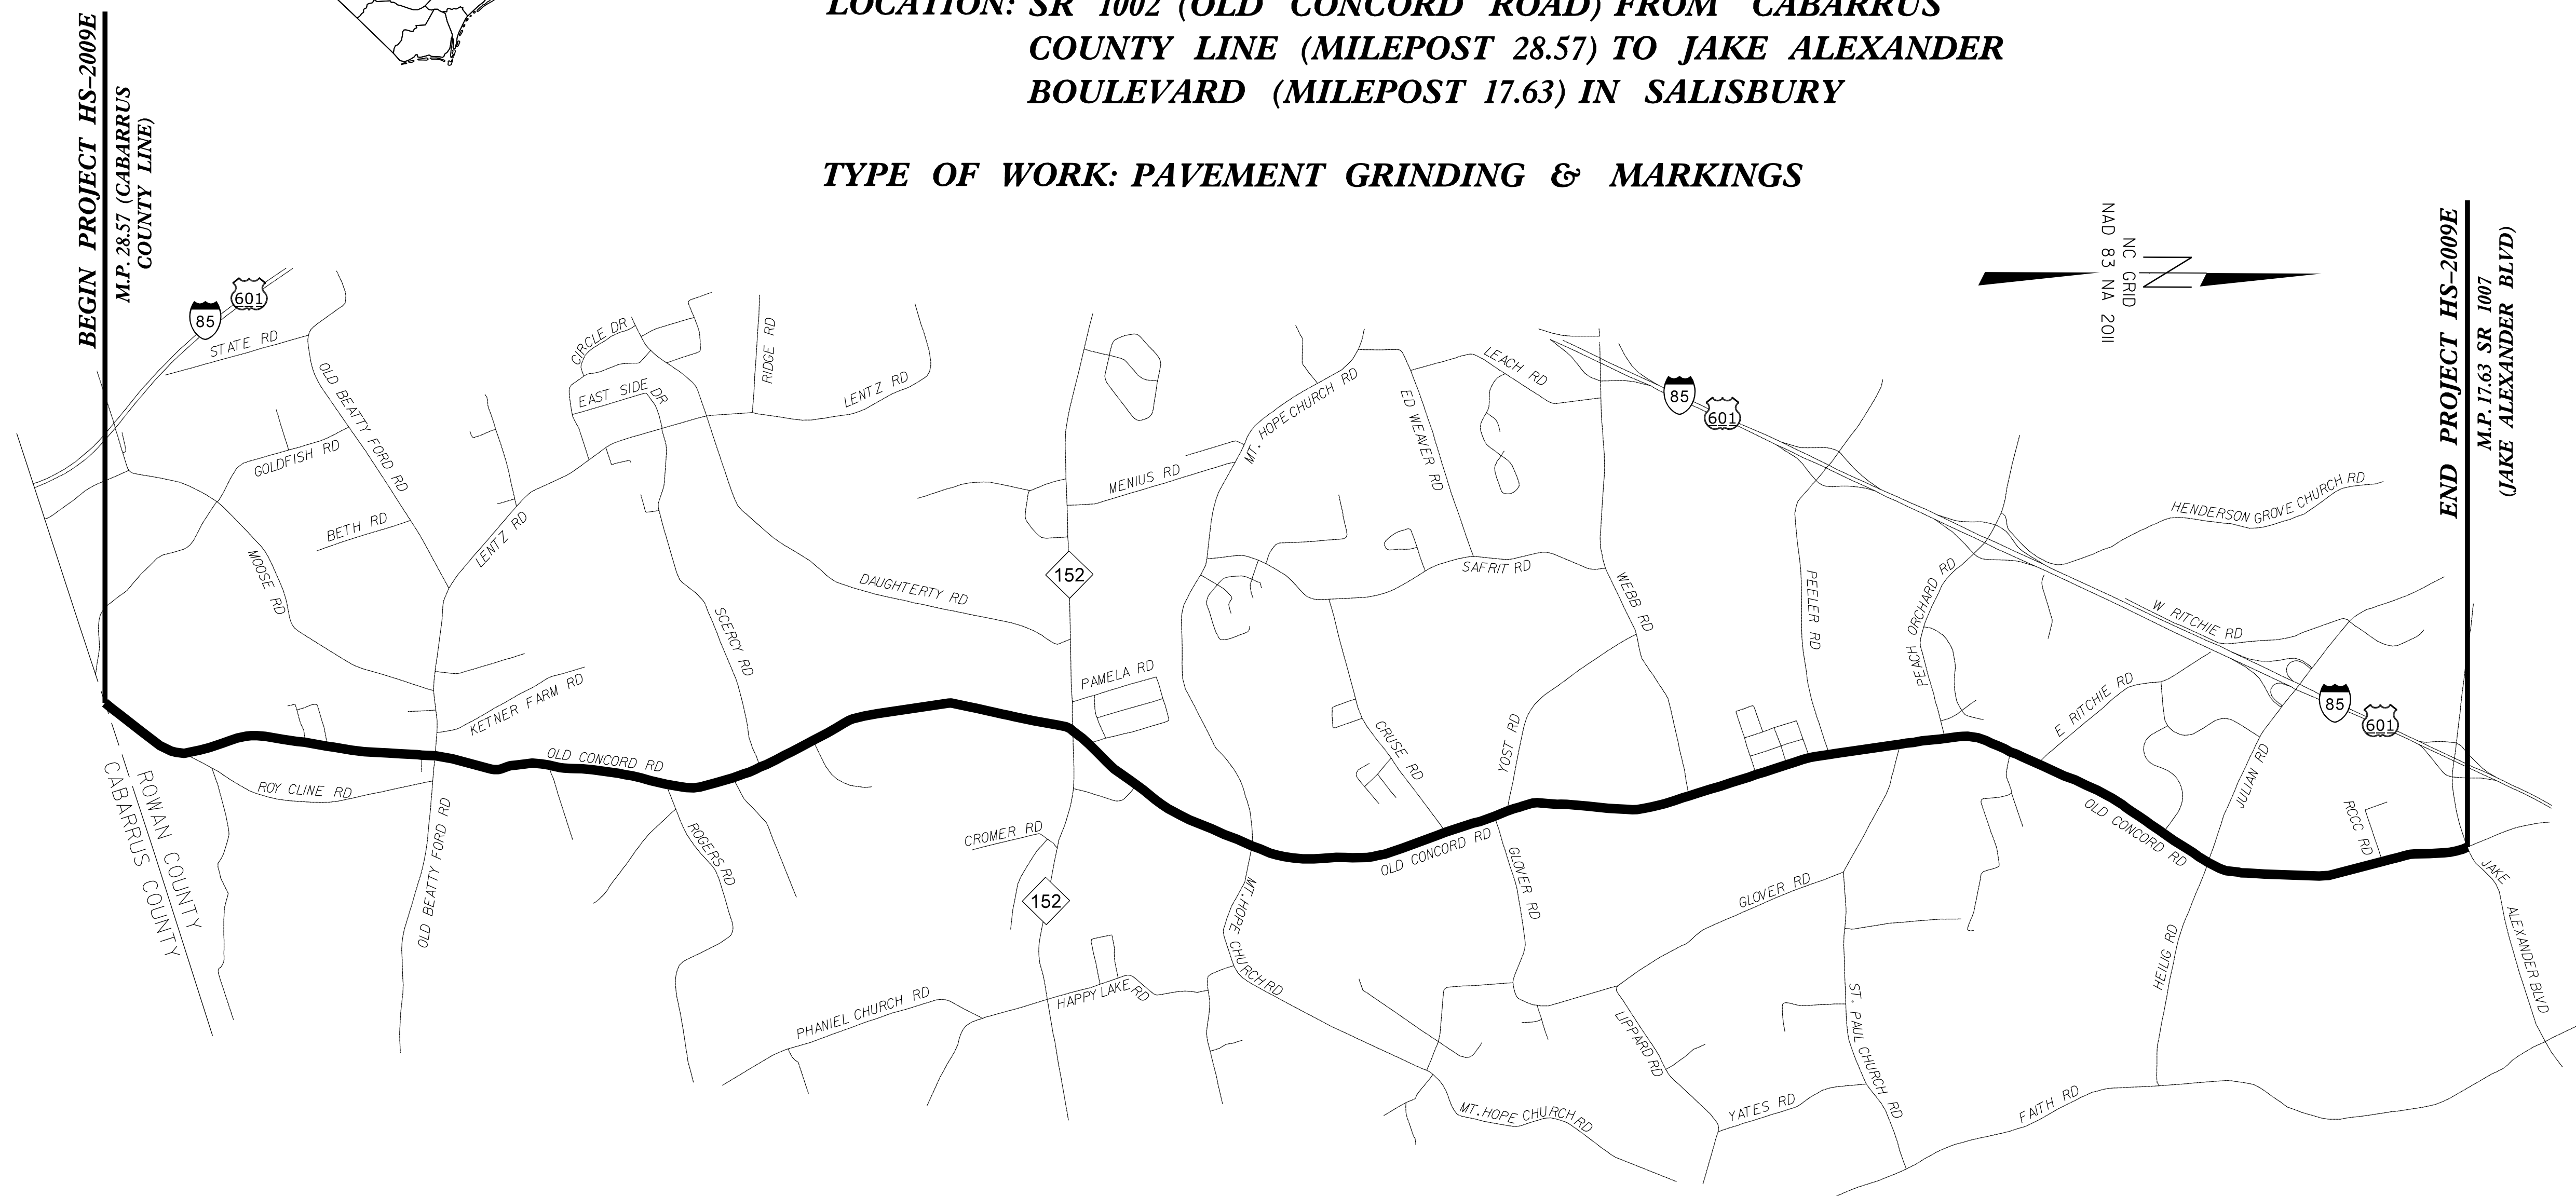 LOCATION: SR 1002 (OLD CONCORD ROAD) FROM CABARRUS
COUNTY LINE (MILEPOST 28.57) TO JAKE ALEXANDER
BOULEVARD (MILEPOST 17.63) IN SALISBURY
TYPE OF WORK: PAVEMENT GRINDING & MARKINGS
BEGIN PROJECT HS-2009E
M.P. 28.57 (CABARRUS
COUNTY LINE)
END PROJECT HS-2009E
M.P. 17.63 SR 1007
(JAKE ALEXANDER BLVD)
NC GRID
NAD 83 NA 2011
85
601
STATE RD
OLD BEATTY FORD RD
GOLDFISH RD
BETH RD
MOOSE RD
LENTZ RD
CIRCLE DR
EAST SIDE DR
RIDGE RD
LENTZ RD
DAUGHTERTY RD
SCERCY RD
KETNER FARM RD
152
MENIUS RD
MT. HOPE CHURCH RD
PAMELA RD
ED WEAVER RD
LEACH RD
SAFRIT RD
WEBB RD
CRUSE RD
YOST RD
85
601
PEELER RD
PEACH ORCHARD RD
HENDERSON GROVE CHURCH RD
W RITCHIE RD
E RITCHIE RD
JULIAN RD
85
601
RCCC RD
OLD CONCORD RD
OLD CONCORD RD
OLD CONCORD RD
ROY CLINE RD
ROWAN COUNTY
CABARRUS COUNTY
OLD BEATTY FORD RD
ROGERS RD
CROMER RD
152
PHANIEL CHURCH RD
HAPPY LAKE RD
MT. HOPE CHURCH RD
GLOVER RD
GLOVER RD
LIPPARD RD
MT. HOPE CHURCH RD
YATES RD
ST. PAUL CHURCH RD
FAITH RD
HEILIG RD
JAKE ALEXANDER BLVD